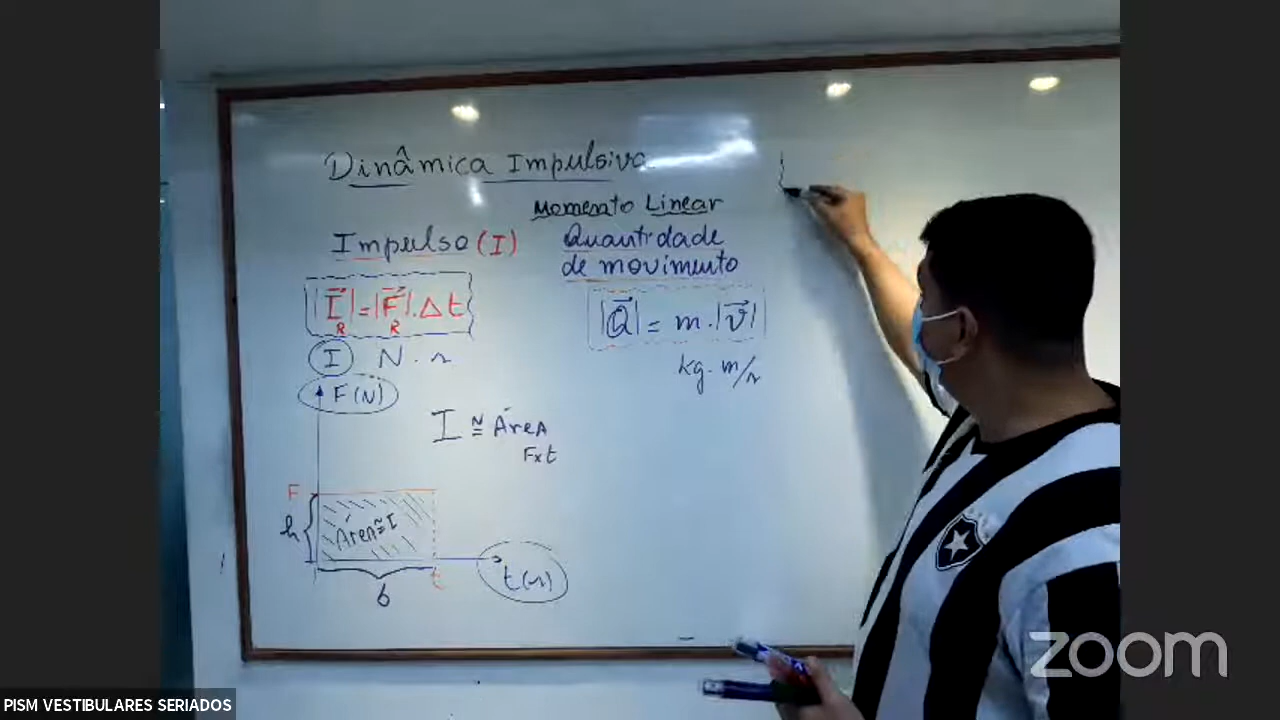 Dinâmica Impulsiva
Momento Linear
Impulso (I)
Quantidade
de movimento
|I⃗R| = |F⃗R| . Δt
|Q⃗| = m . |v⃗|
I N . s
kg . m/s
F (N)
I ≅ Área
F x t
F
h
Área ≅ I
b
t
t (s)
zoom
PISM VESTIBULARES SERIADOS